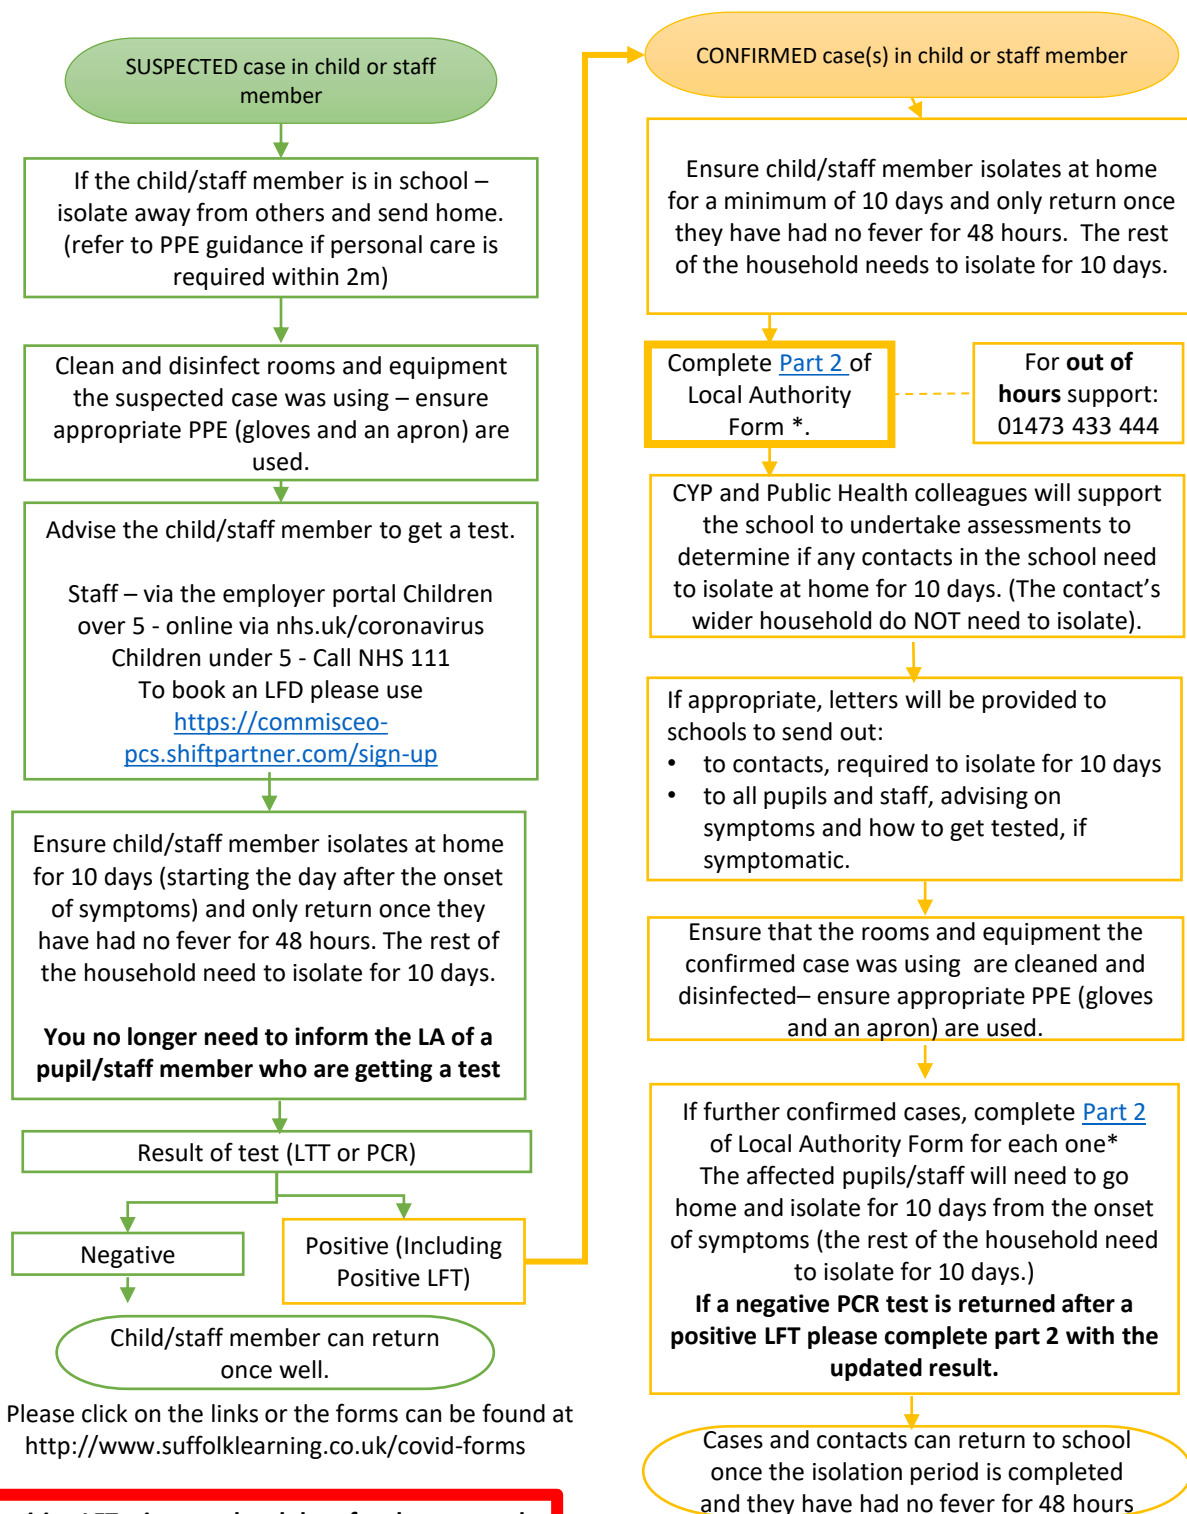 SUSPECTED case in child or staff
member
If the child/staff member is in school –
isolate away from others and send home.
(refer to PPE guidance if personal care is
required within 2m)
Clean and disinfect rooms and equipment
the suspected case was using – ensure
appropriate PPE (gloves and an apron) are
used.
Advise the child/staff member to get a test.
Staff – via the employer portal Children
over 5 - online via nhs.uk/coronavirus
Children under 5 - Call NHS 111
To book an LFD please use
https://commisceo-
pcs.shiftpartner.com/sign-up
Ensure child/staff member isolates at home
for 10 days (starting the day after the onset
of symptoms) and only return once they
have had no fever for 48 hours. The rest of
the household need to isolate for 10 days.
You no longer need to inform the LA of a
pupil/staff member who are getting a test
Result of test (LTT or PCR)
Negative
Positive (Including
Positive LFT)
Child/staff member can return
once well.
Please click on the links or the forms can be found at
http://www.suffolklearning.co.uk/covid-forms
CONFIRMED case(s) in child or staff member
Ensure child/staff member isolates at home
for a minimum of 10 days and only return once
they have had no fever for 48 hours. The rest
of the household needs to isolate for 10 days.
Complete Part 2 of
Local Authority
Form *.
For out of
hours support:
01473 433 444
CYP and Public Health colleagues will support
the school to undertake assessments to
determine if any contacts in the school need
to isolate at home for 10 days. (The contact's
wider household do NOT need to isolate).
If appropriate, letters will be provided to
schools to send out:
• to contacts, required to isolate for 10 days
• to all pupils and staff, advising on
symptoms and how to get tested, if
symptomatic.
Ensure that the rooms and equipment the
confirmed case was using are cleaned and
disinfected– ensure appropriate PPE (gloves
and an apron) are used.
If further confirmed cases, complete Part 2
of Local Authority Form for each one*
The affected pupils/staff will need to go
home and isolate for 10 days from the onset
of symptoms (the rest of the household need
to isolate for 10 days.)
If a negative PCR test is returned after a
positive LFT please complete part 2 with the
updated result.
Cases and contacts can return to school
once the isolation period is completed
and they have had no fever for 48 hours